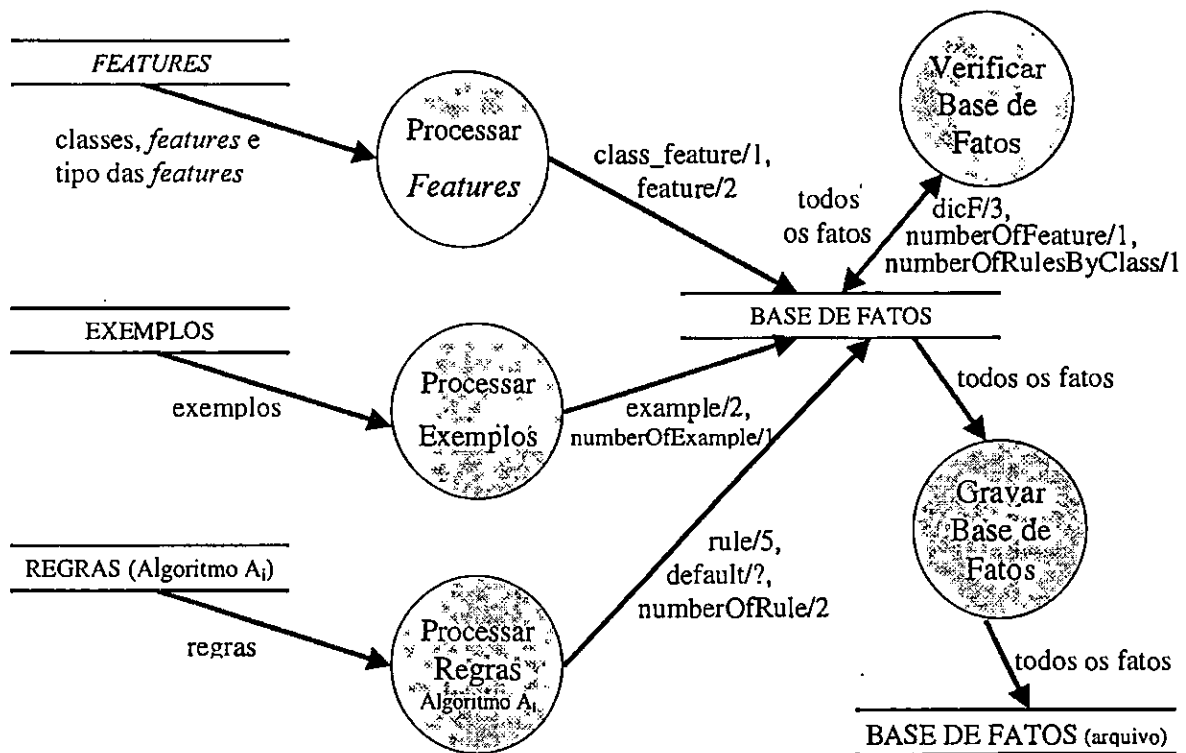 FEATURES
classes, features e
tipo das features
Processar
Features
class_feature/1,
feature/2
Verificar
Base de
Fatos
todos
os fatos
dicF/3,
numberOfFeature/1,
numberOfRulesByClass/1
BASE DE FATOS
EXEMPLOS
exemplos
Processar
Exemplos
example/2,
numberOfExample/1
todos os fatos
Gravar
Base de
Fatos
REGRAS (Algoritmo Ai)
regras
Processar
Regras
Algoritmo Ai
rule/5,
default/?,
numberOfRule/2
todos os fatos
BASE DE FATOS (arquivo)